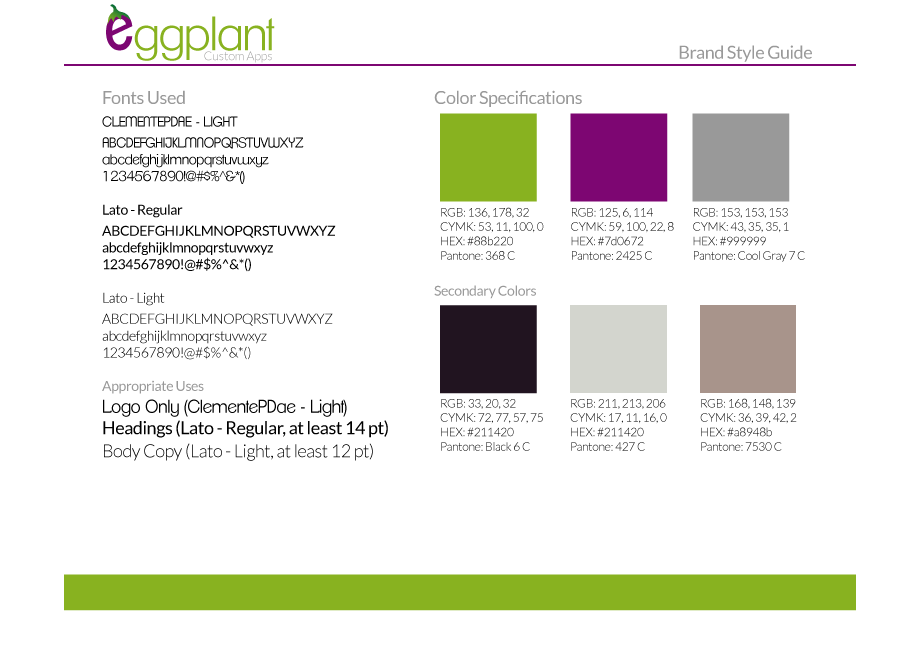 eggplant
Custom Apps
Brand Style Guide
Fonts Used
CLEMENTEPDAE - LIGHT
ABCDEFGHIJKLMNOPQRSTUVWXYZ
abcdefghijklmnopqrstuvwxyz
1234567890!@#$%^&*()
Lato - Regular
ABCDEFGHIJKLMNOPQRSTUVWXYZ
abcdefghijklmnopqrstuvwxyz
1234567890!@#$%^&*()
Lato - Light
ABCDEFGHIJKLMNOPQRSTUVWXYZ
abcdefghijklmnopqrstuvwxyz
1234567890!@#$%^&*()
Appropriate Uses
Logo Only (ClementePDae - Light)
Headings (Lato - Regular, at least 14 pt)
Body Copy (Lato - Light, at least 12 pt)
Color Specifications
RGB: 136, 178, 32
CYMK: 53, 11, 100, 0
HEX: #88b220
Pantone: 368 C
RGB: 125, 6, 114
CYMK: 59, 100, 22, 8
HEX: #7d0672
Pantone: 2425 C
RGB: 153, 153, 153
CYMK: 43, 35, 35, 1
HEX: #999999
Pantone: Cool Gray 7 C
Secondary Colors
RGB: 33, 20, 32
CYMK: 72, 77, 57, 75
HEX: #211420
Pantone: Black 6 C
RGB: 211, 213, 206
CYMK: 17, 11, 16, 0
HEX: #211420
Pantone: 427 C
RGB: 168, 148, 139
CYMK: 36, 39, 42, 2
HEX: #a8948b
Pantone: 7530 C